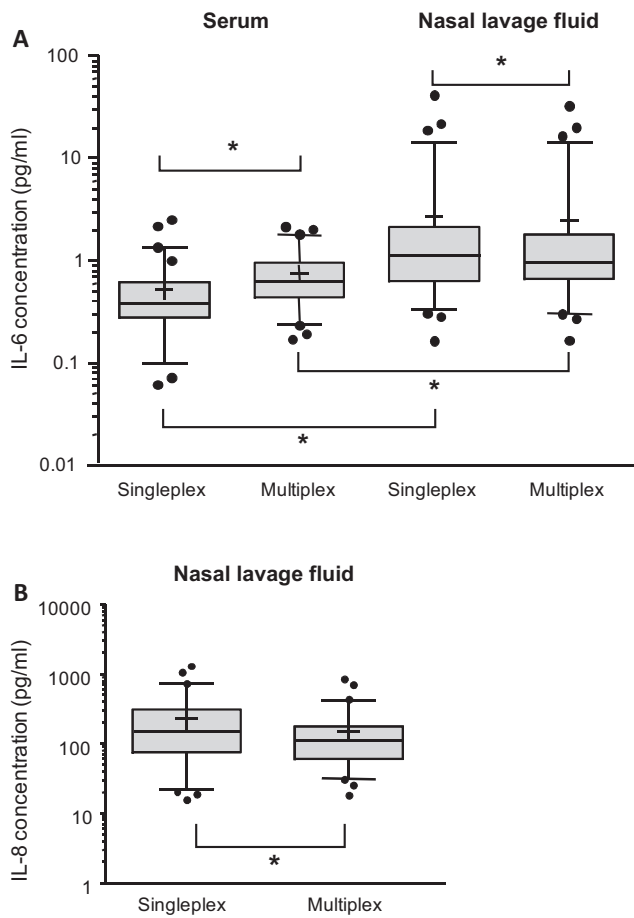 Serum
Nasal lavage fluid
A
100
*
*
10
IL-6 concentration (pg/ml)
1
0.1
*
*
0.01
Singleplex
Multiplex
Singleplex
Multiplex
Nasal lavage fluid
B
10000
1000
IL-8 concentration (pg/ml)
100
10
*
1
Singleplex
Multiplex